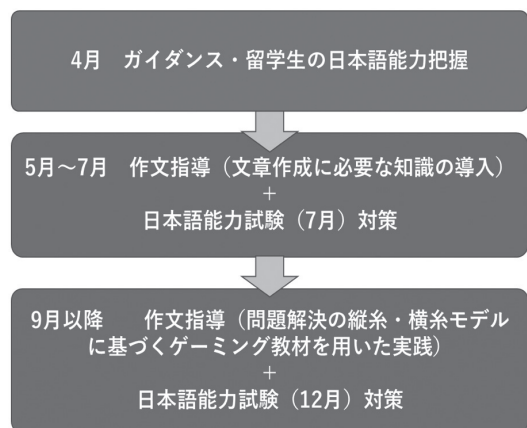 4月　ガイダンス・留学生の日本語能力把握
5月～7月　作文指導（文章作成に必要な知識の導入）
+
日本語能力試験（7月）対策
9月以降　　作文指導（問題解決の縦糸・横糸モデル
に基づくゲーミング教材を用いた実践）
+
日本語能力試験（12月）対策